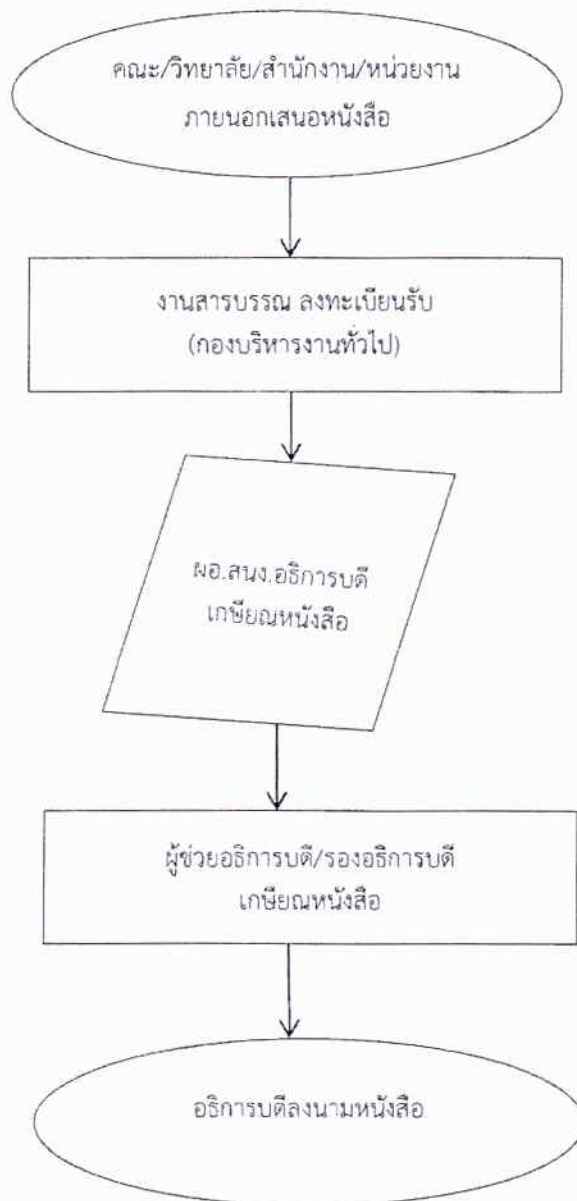 คณะ/วิทยาลัย/สำนักงาน/หน่วยงาน
ภายนอกเสนอหนังสือ
งานสารบรรณ ลงทะเบียนรับ
(กองบริหารงานทั่วไป)
ผอ.สนง.อธิการบดี
เกษียณหนังสือ
ผู้ช่วยอธิการบดี/รองอธิการบดี
เกษียณหนังสือ
อธิการบดีลงนามหนังสือ